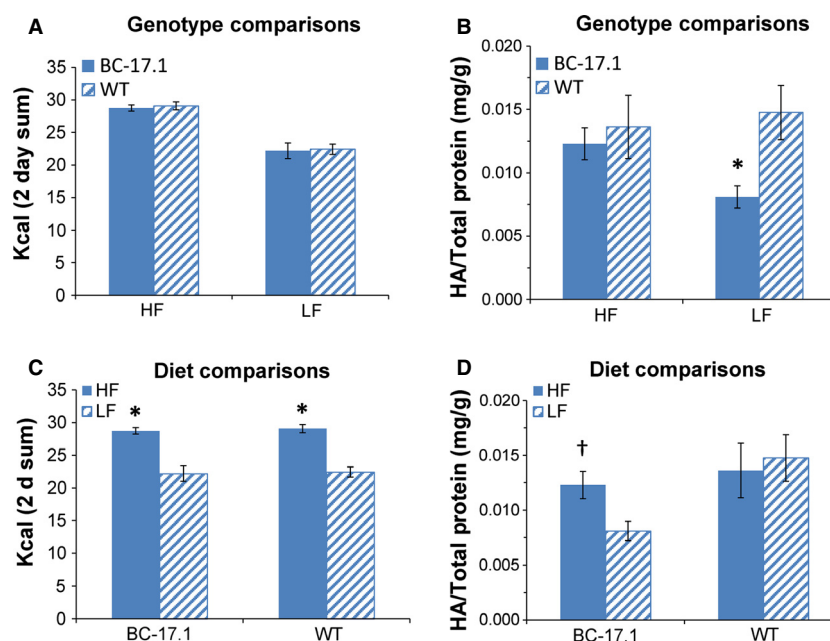 A
Genotype comparisons
BC-17.1
WT
Kcal (2 day sum)
35
30
25
20
15
10
5
0
HF
LF
B
Genotype comparisons
BC-17.1
WT
HA/Total protein (mg/g)
0.020
0.015
0.010
0.005
0.000
*
HF
LF
C
Diet comparisons
HF
LF
Kcal (2 d sum)
35
30
25
20
15
10
5
0
*
*
BC-17.1
WT
D
Diet comparisons
HF
LF
HA/Total protein (mg/g)
0.020
0.015
0.010
0.005
0.000
†
BC-17.1
WT